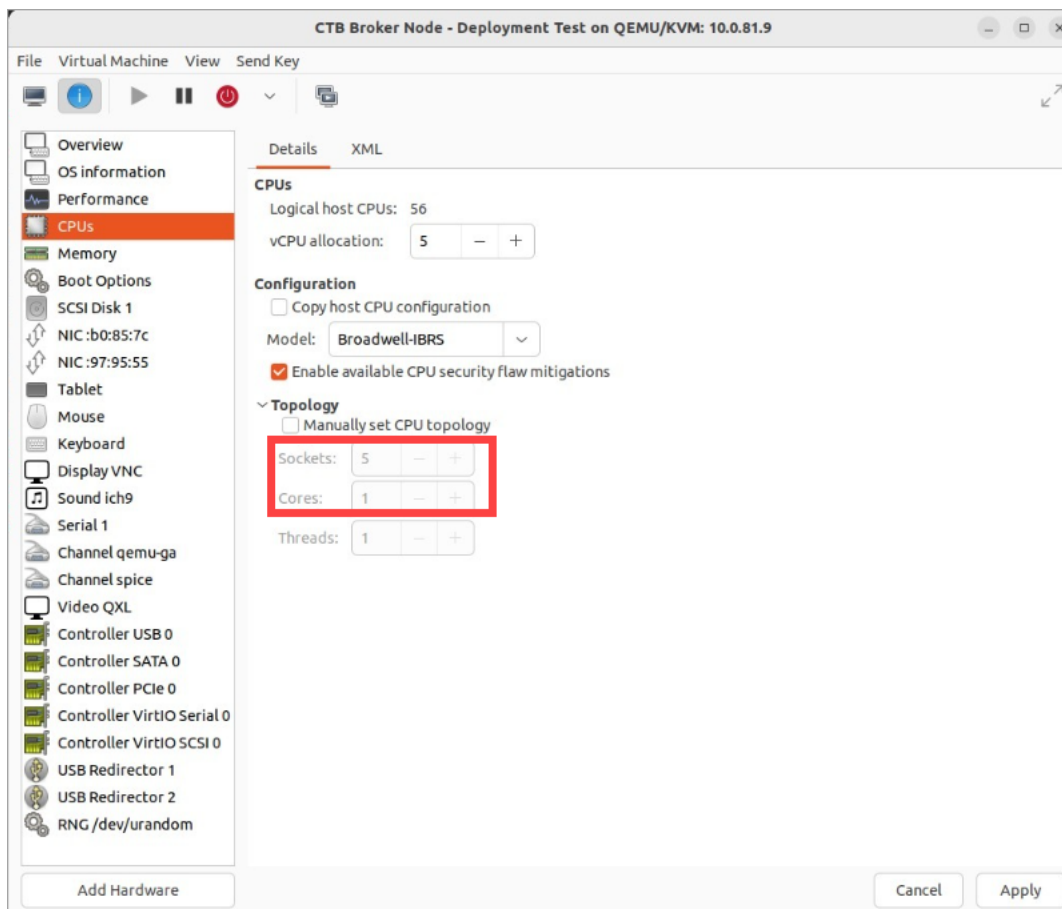 CTB Broker Node - Deployment Test on QEMU/KVM: 10.0.81.9
File Virtual Machine View Send Key
Overview
OS information
Performance
CPUs
Memory
Boot Options
SCSI Disk 1
NIC :b0:85:7c
NIC :97:95:55
Tablet
Mouse
Keyboard
Display VNC
Sound ich9
Serial 1
Channel qemu-ga
Channel spice
Video QXL
Controller USB 0
Controller SATA 0
Controller PCIe 0
Controller VirtIO Serial 0
Controller VirtIO SCSI 0
USB Redirector 1
USB Redirector 2
RNG /dev/urandom
Add Hardware
Details XML
CPUs
Logical host CPUs: 56
vCPU allocation: 5 − +
Configuration
Copy host CPU configuration
Model: Broadwell-IBRS
Enable available CPU security flaw mitigations
Topology
Manually set CPU topology
Sockets: 5 − +
Cores: 1 − +
Threads: 1 − +
Cancel Apply